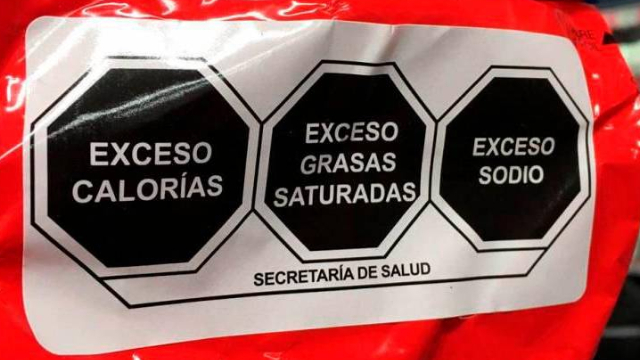 EXCESO
CALORÍAS
EXCESO
GRASAS
SATURADAS
EXCESO
SODIO
SECRETARÍA DE SALUD